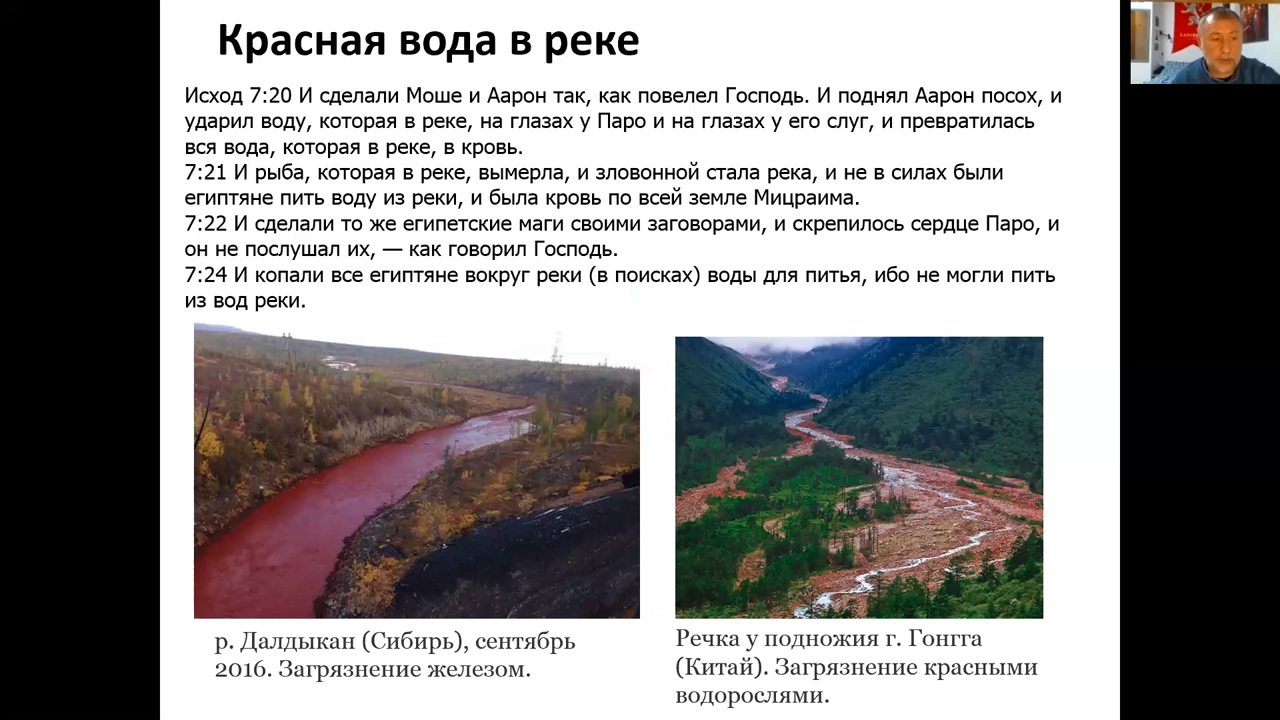 Красная вода в реке
Исход 7:20 И сделали Моше и Аарон так, как повелел Господь. И поднял Аарон посох, и
ударил воду, которая в реке, на глазах у Паро и на глазах у его слуг, и превратилась
вся вода, которая в реке, в кровь.
7:21 И рыба, которая в реке, вымерла, и зловонной стала река, и не в силах были
египтяне пить воду из реки, и была кровь по всей земле Мицраима.
7:22 И сделали то же египетские маги своими заговорами, и скрепилось сердце Паро, и
он не послушал их, — как говорил Господь.
7:24 И копали все египтяне вокруг реки (в поисках) воды для питья, ибо не могли пить
из вод реки.
р. Далдыкан (Сибирь), сентябрь
2016. Загрязнение железом.
Речка у подножия г. Гонгга
(Китай). Загрязнение красными
водорослями.